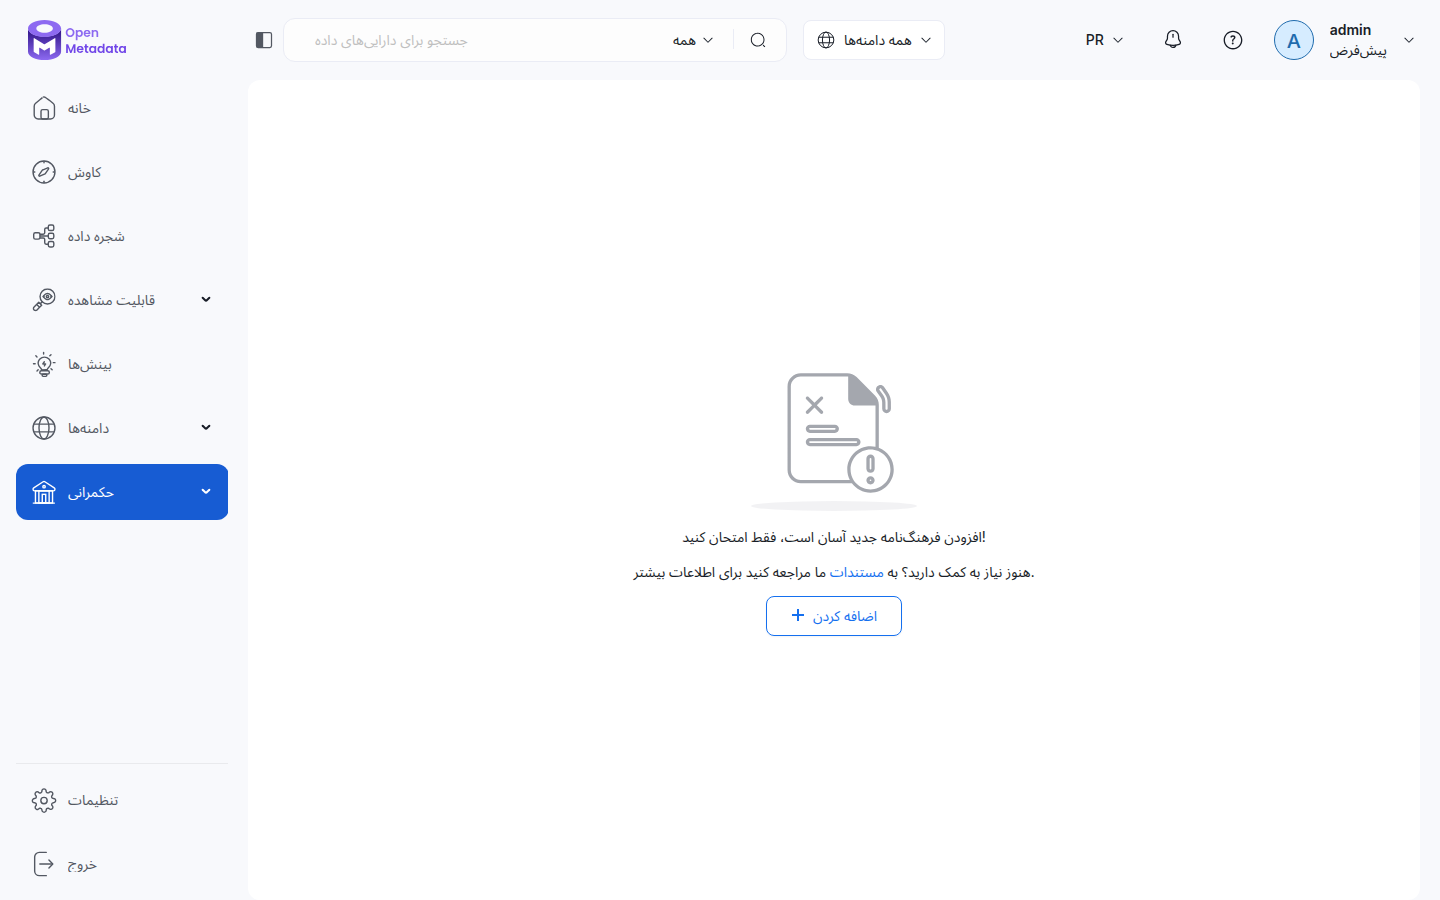 Open
Metadata
جستجو برای دارایی‌های داده
همه
همه دامنه‌ها
PR
A
admin
پیش‌فرض
خانه
کاوش
شجره داده
قابلیت مشاهده
بینش‌ها
دامنه‌ها
حکمرانی
تنظیمات
خروج
افزودن فرهنگ‌نامه جدید آسان است، فقط امتحان کنید!
هنوز نیاز به کمک دارید؟ به مستندات ما مراجعه کنید برای اطلاعات بیشتر.
اضافه کردن